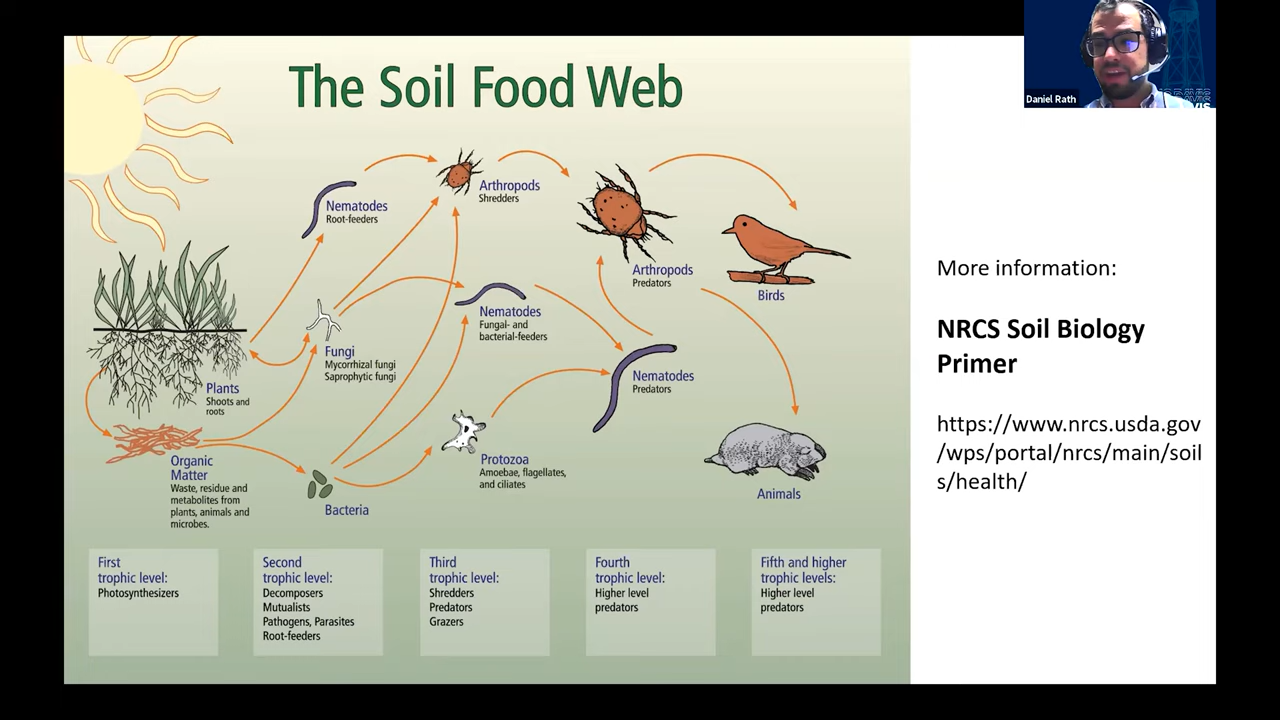 The Soil Food Web
Daniel Rath
Nematodes
Root-feeders
Arthropods
Shredders
Arthropods
Predators
Birds
Nematodes
Fungal- and
bacterial-feeders
Fungi
Mycorrhizal fungi
Saprophytic fungi
Plants
Shoots and
roots
Nematodes
Predators
Organic
Matter
Waste, residue and
metabolites from
plants, animals and
microbes.
Bacteria
Protozoa
Amoebae, flagellates,
and ciliates
Animals
First
trophic level:
Photosynthesizers
Second
trophic level:
Decomposers
Mutualists
Pathogens, Parasites
Root-feeders
Third
trophic level:
Shredders
Predators
Grazers
Fourth
trophic level:
Higher level
predators
Fifth and higher
trophic levels:
Higher level
predators
More information:
NRCS Soil Biology
Primer
https://www.nrcs.usda.gov
/wps/portal/nrcs/main/soil
s/health/